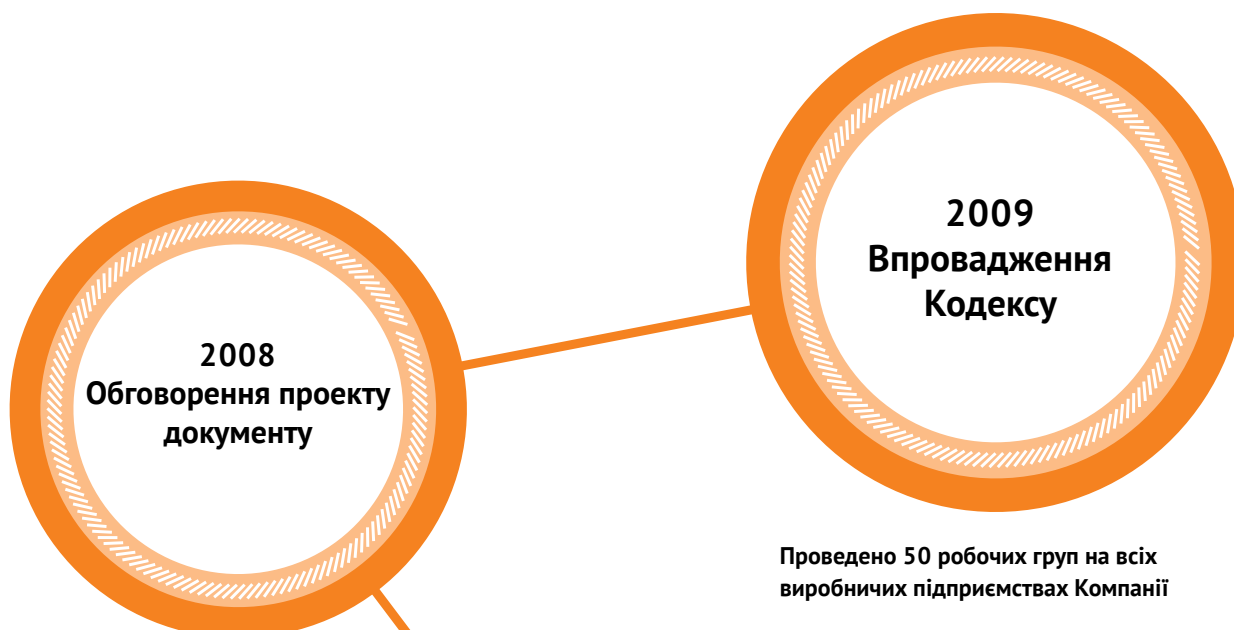 2008
Обговорення проекту
документу
2009
Впровадження
Кодексу
Проведено 50 робочих груп на всіх
виробничих підприємствах Компанії